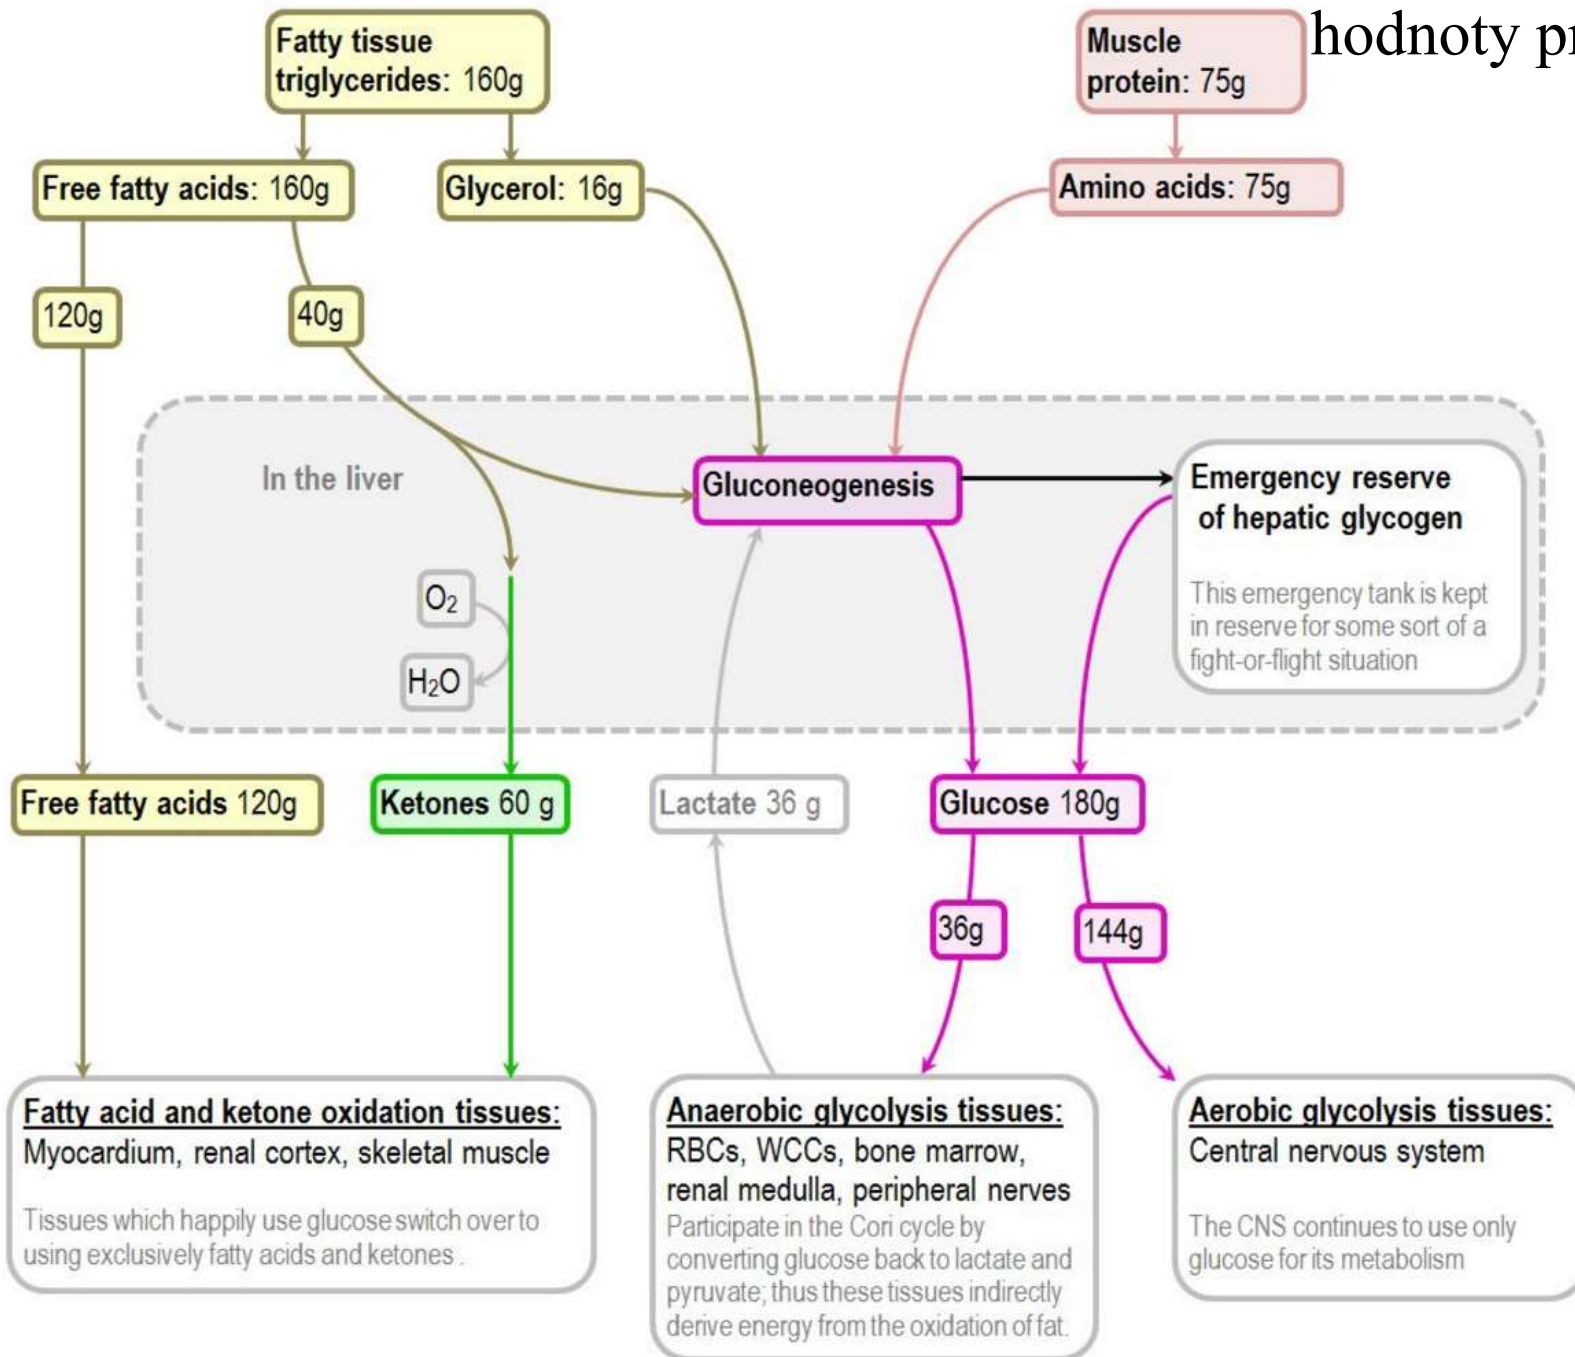 hodnoty pr
Fatty tissue
triglycerides: 160g
Muscle
protein: 75g
Free fatty acids: 160g
Glycerol: 16g
Amino acids: 75g
120g
40g
In the liver
Gluconeogenesis
Emergency reserve
of hepatic glycogen
This emergency tank is kept
in reserve for some sort of a
fight-or-flight situation
O₂
H₂O
Free fatty acids 120g
Ketones 60 g
Lactate 36 g
Glucose 180g
36g
144g
Fatty acid and ketone oxidation tissues:
Myocardium, renal cortex, skeletal muscle
Tissues which happily use glucose switch over to
using exclusively fatty acids and ketones .
Anaerobic glycolysis tissues:
RBCs, WCCs, bone marrow,
renal medulla, peripheral nerves
Participate in the Cori cycle by
converting glucose back to lactate and
pyruvate; thus these tissues indirectly
derive energy from the oxidation of fat.
Aerobic glycolysis tissues:
Central nervous system
The CNS continues to use only
glucose for its metabolism